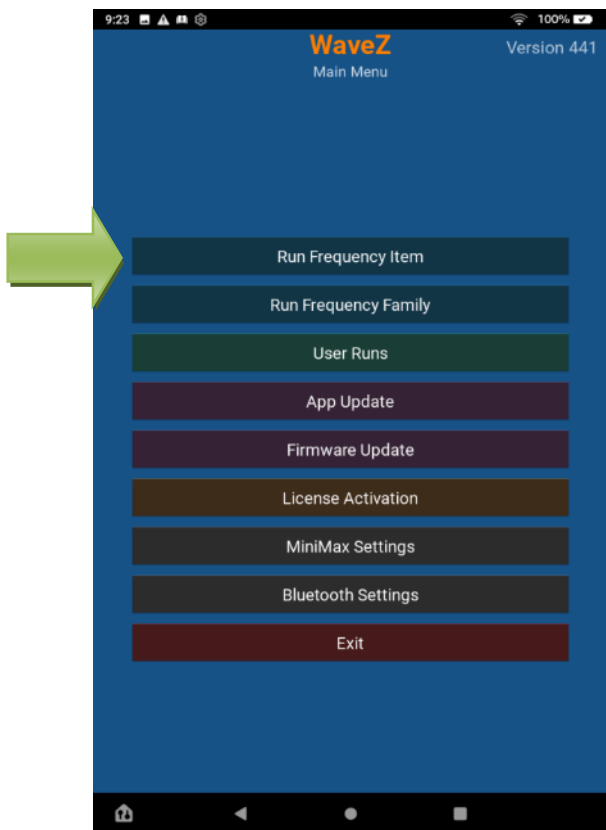 9:23 100%
WaveZ Version 441
Main Menu
Run Frequency Item
Run Frequency Family
User Runs
App Update
Firmware Update
License Activation
MiniMax Settings
Bluetooth Settings
Exit